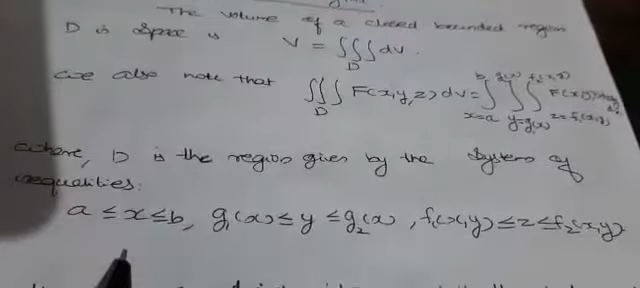 The volume of a closed bounded region
D in space is V = ∭_D dv.
we also note that ∭_D F(x,y,z) dv = ∫_{x=a}^{b} ∫_{y=g₁(x)}^{g₂(x)} ∫_{z=f₁(x,y)}^{f₂(x,y)} F(x,y,z)
where, D is the region given by the system of
inequalities:
a ≤ x ≤ b, g₁(x) ≤ y ≤ g₂(x), f₁(x,y) ≤ z ≤ f₂(x,y)